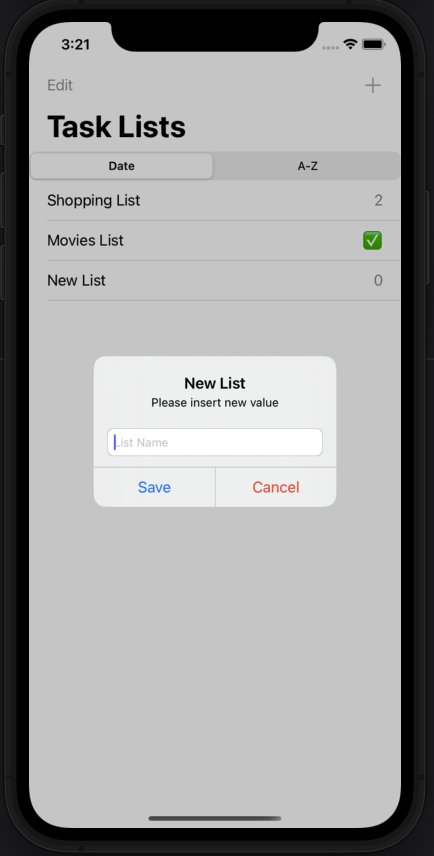 3:21
Edit +
Task Lists
Date A-Z
Shopping List 2
Movies List ✅
New List 0
New List
Please insert new value
List Name
Save Cancel